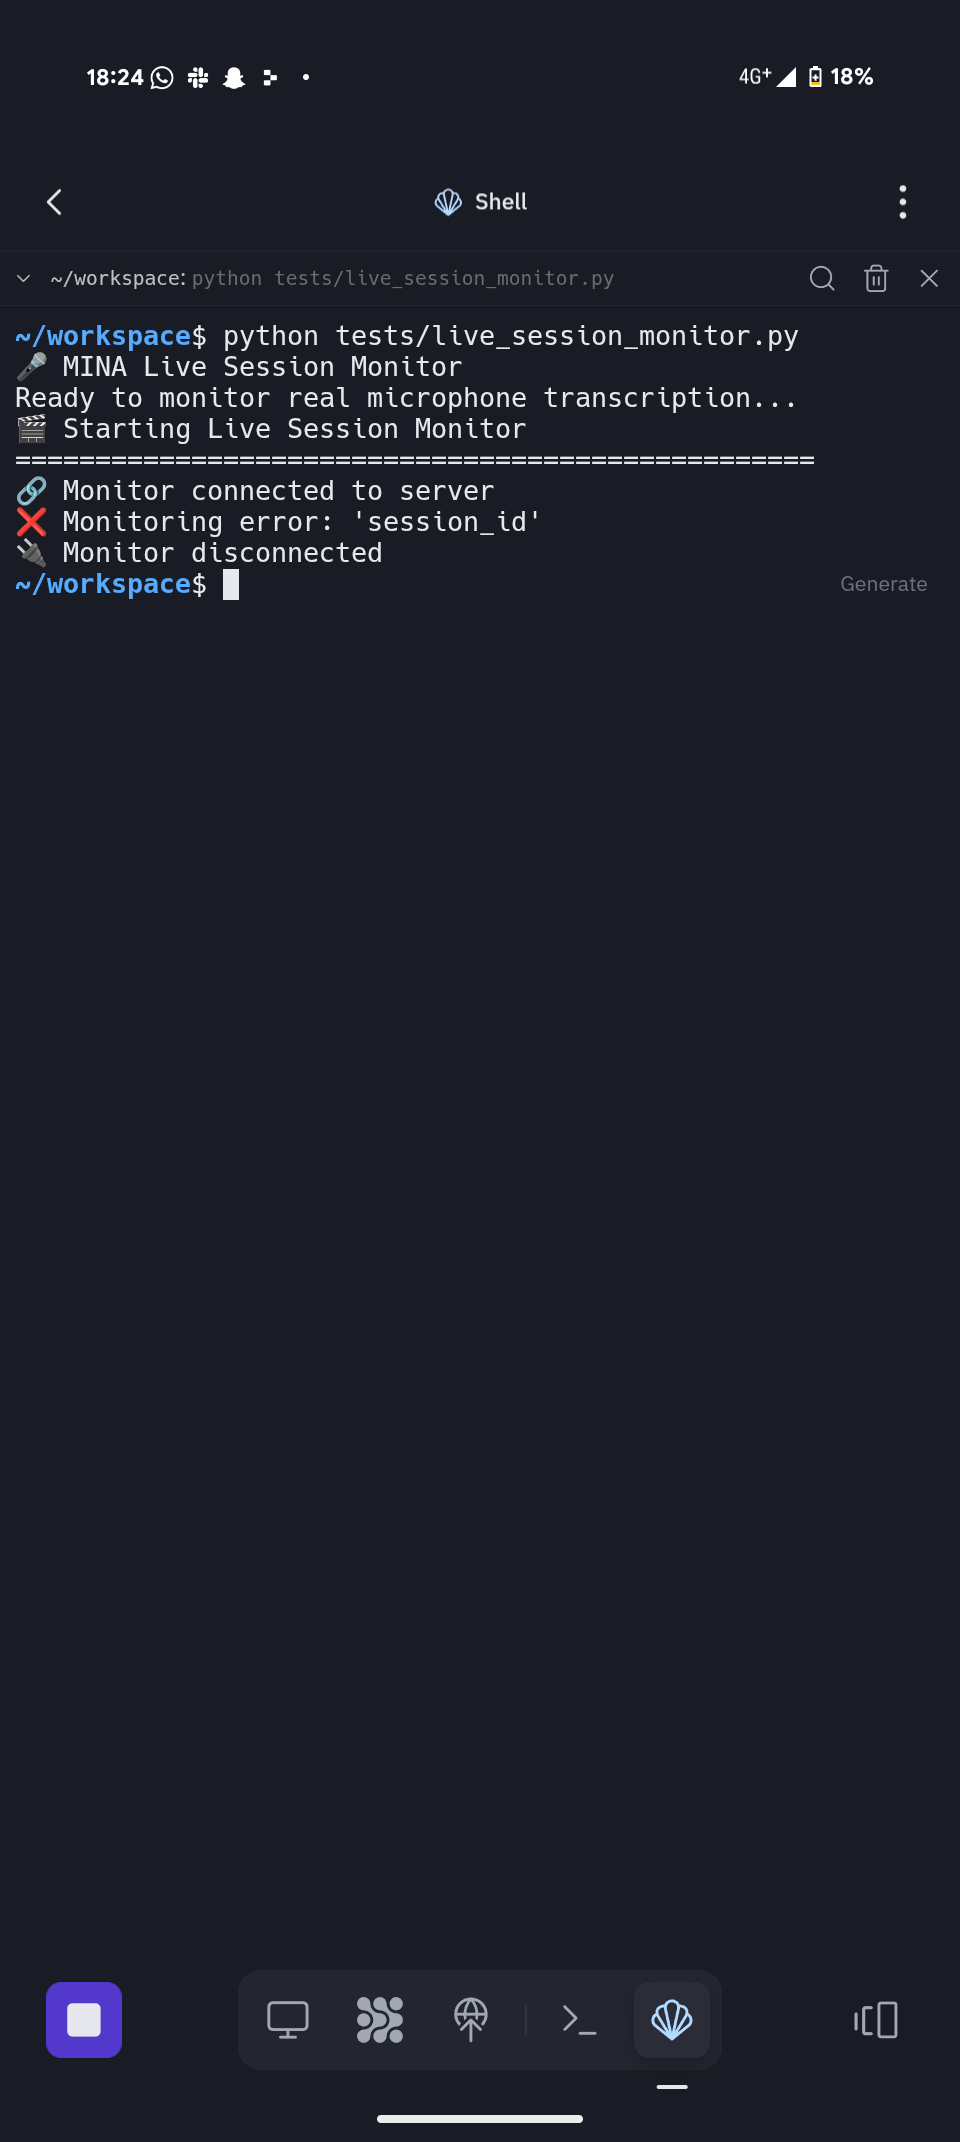 18:24 4G+ 18%
Shell
~/workspace: python tests/live_session_monitor.py
~/workspace$ python tests/live_session_monitor.py
🎤 MINA Live Session Monitor
Ready to monitor real microphone transcription...
🎬 Starting Live Session Monitor
==================================================
🔗 Monitor connected to server
❌ Monitoring error: 'session_id'
🔌 Monitor disconnected
~/workspace$ Generate